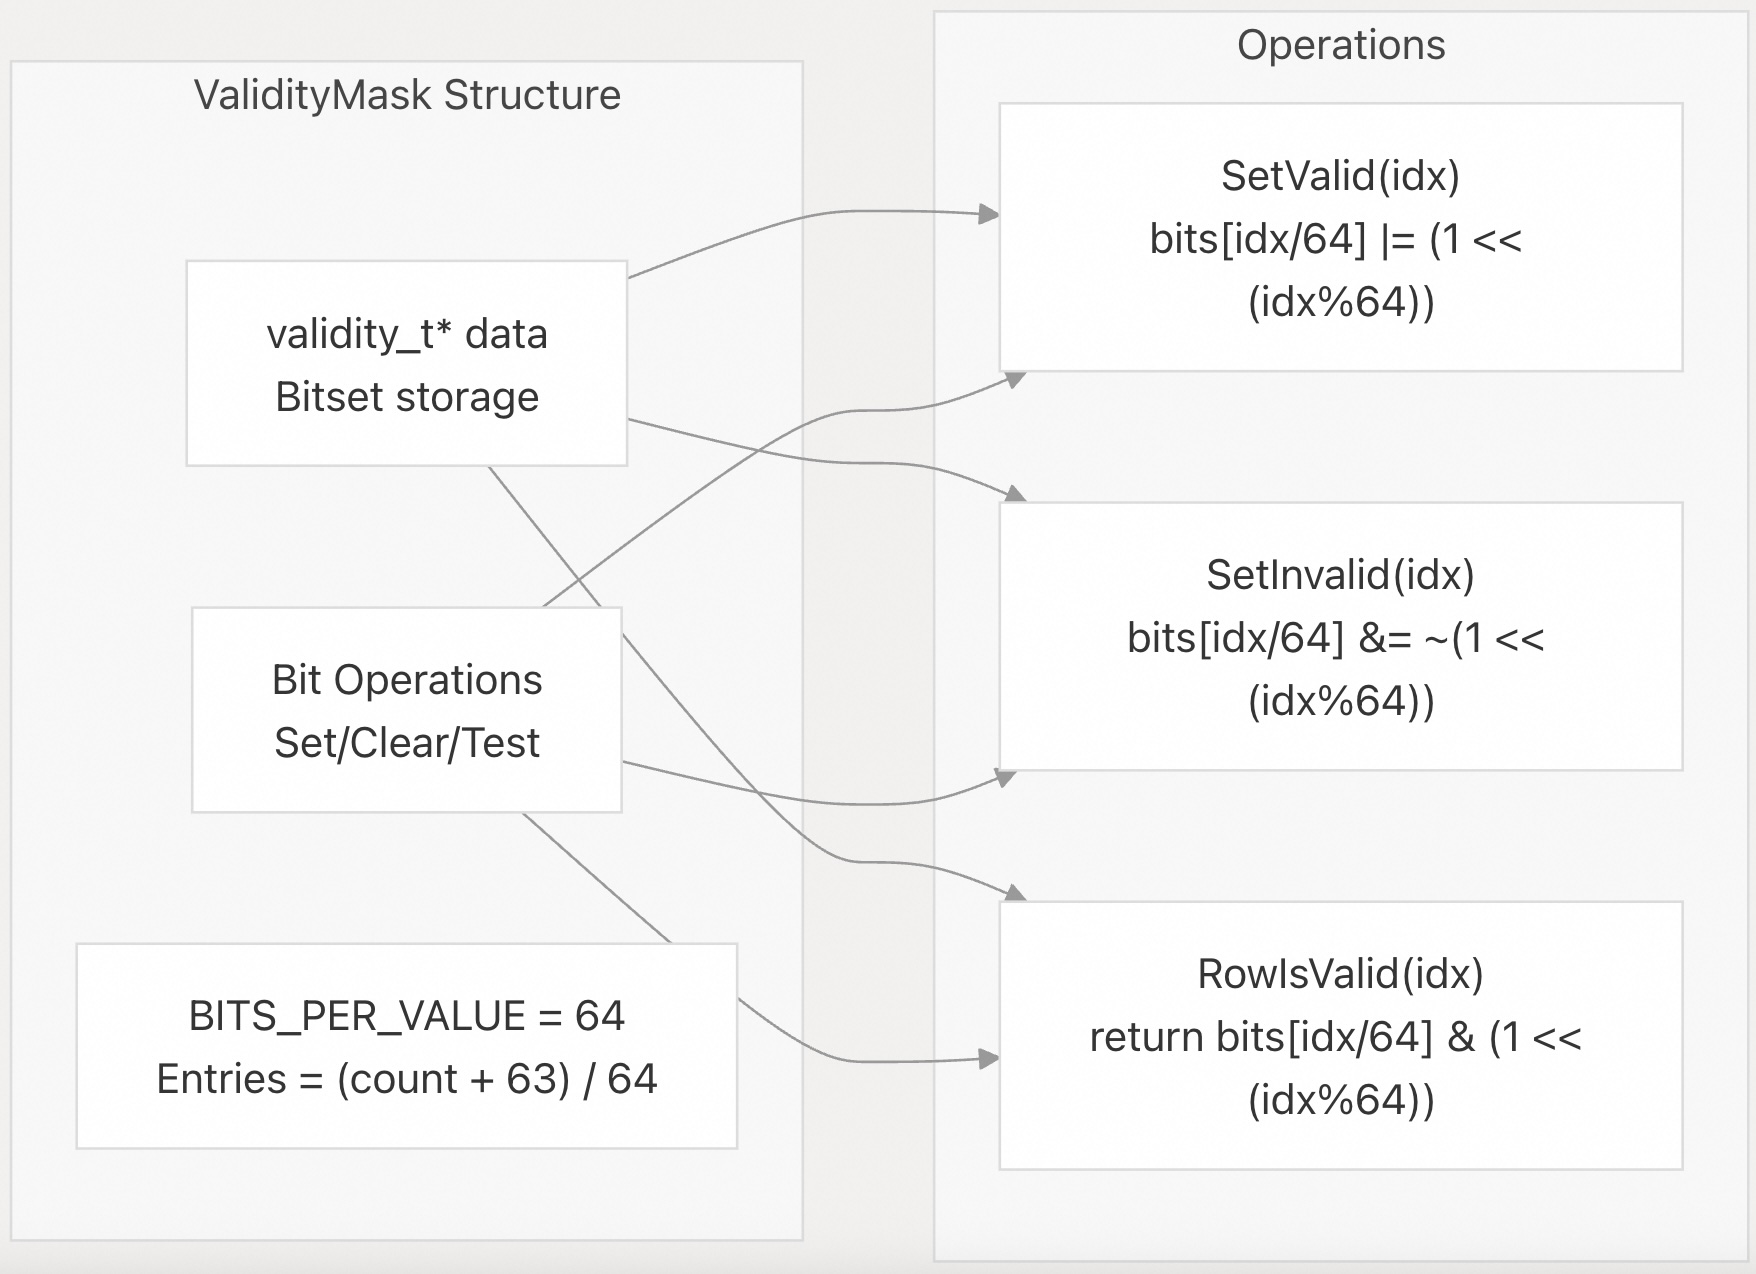 ValidityMask Structure
validity_t* data
Bitset storage
Bit Operations
Set/Clear/Test
BITS_PER_VALUE = 64
Entries = (count + 63) / 64
Operations
SetValid(idx)
bits[idx/64] |= (1 <<
(idx%64))
SetInvalid(idx)
bits[idx/64] &= ~(1 <<
(idx%64))
RowIsValid(idx)
return bits[idx/64] & (1 <<
(idx%64))